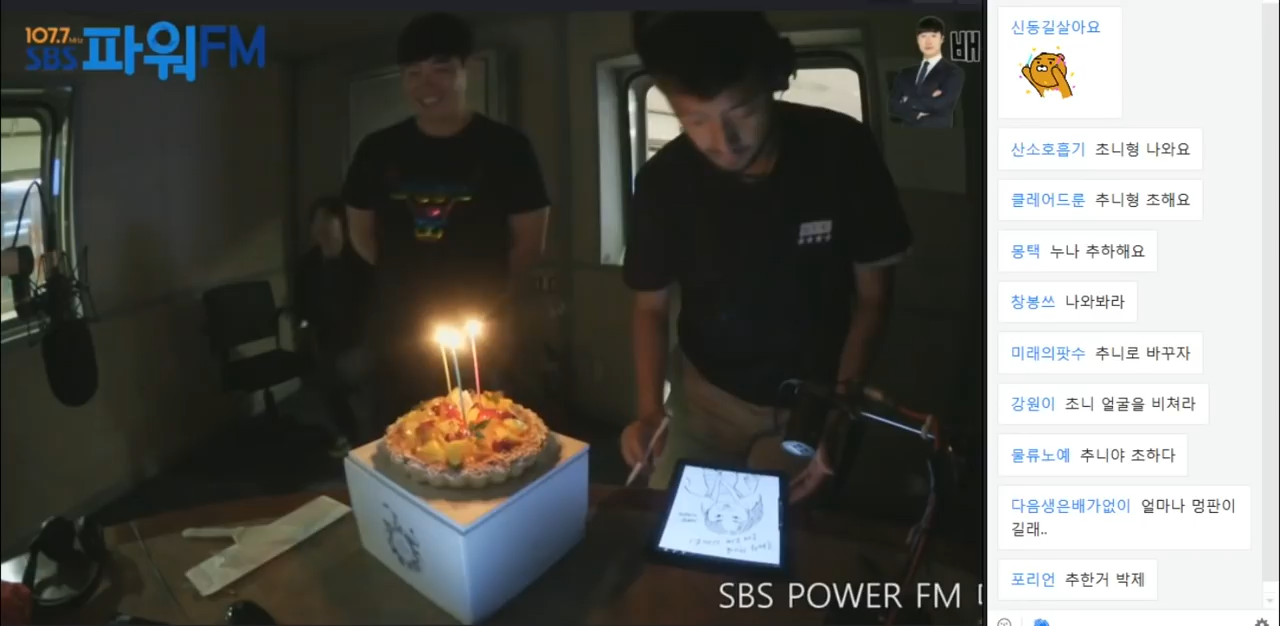 107.7 MHz
SBS 파워FM
배
SBS POWER FM
신동길살아요
산소호흡기 초니형 나와요
클레어드룬 추니형 초해요
몽택 누나 추하해요
창봉쓰 나와봐라
미래의팟수 추니로 바꾸자
강원이 초니 얼굴을 비쳐라
물류노예 추니야 초하다
다음생은배가없이 얼마나 멍판이
길래..
포리언 추한거 박제